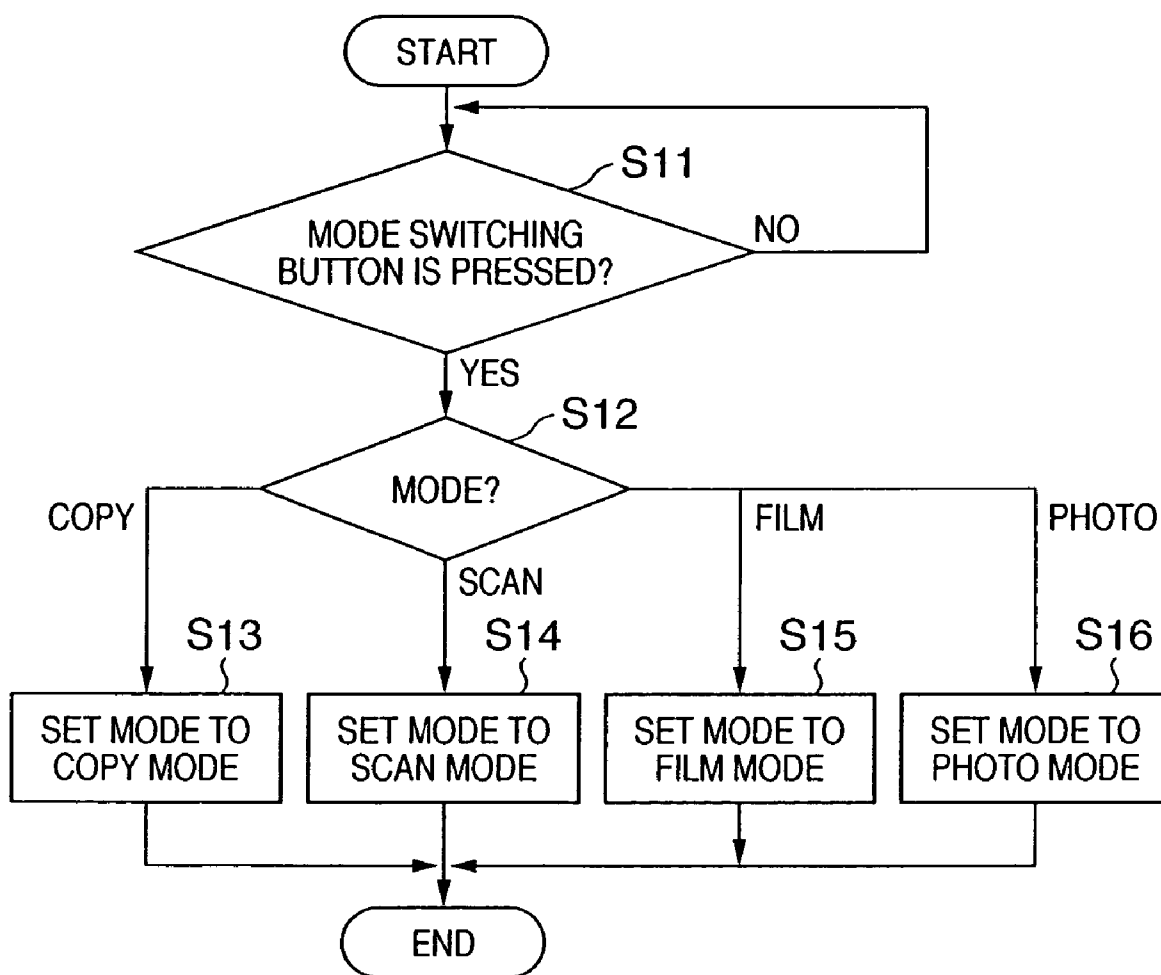 START
S11
MODE SWITCHING
BUTTON IS PRESSED?
NO
YES
S12
MODE?
COPY
SCAN
FILM
PHOTO
S13
S14
S15
S16
SET MODE TO
COPY MODE
SET MODE TO
SCAN MODE
SET MODE TO
FILM MODE
SET MODE TO
PHOTO MODE
END